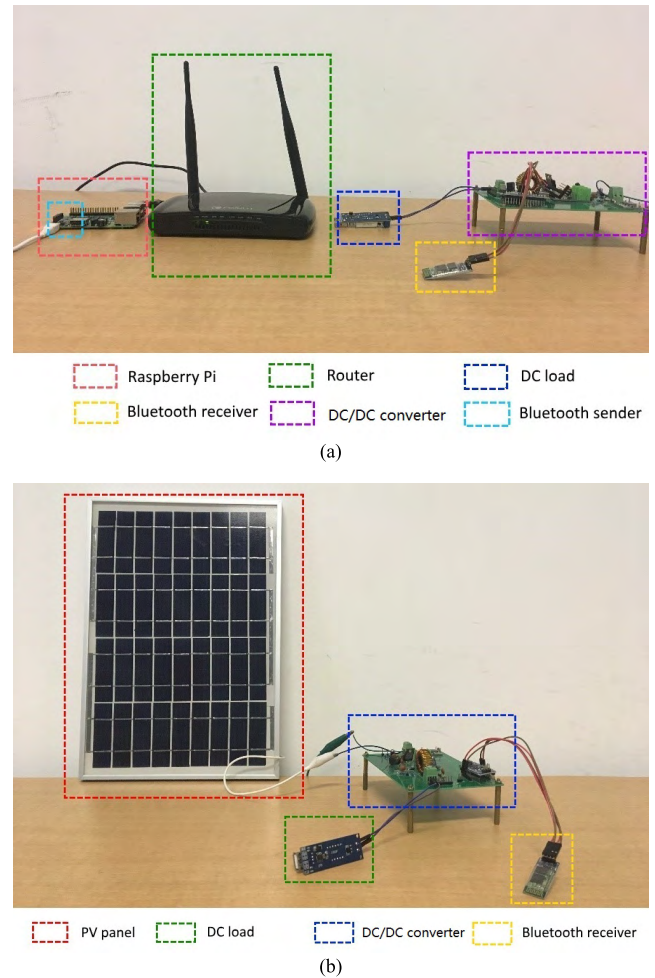 Raspberry Pi Router DC load
Bluetooth receiver DC/DC converter Bluetooth sender
(a)
PV panel DC load DC/DC converter Bluetooth receiver
(b)